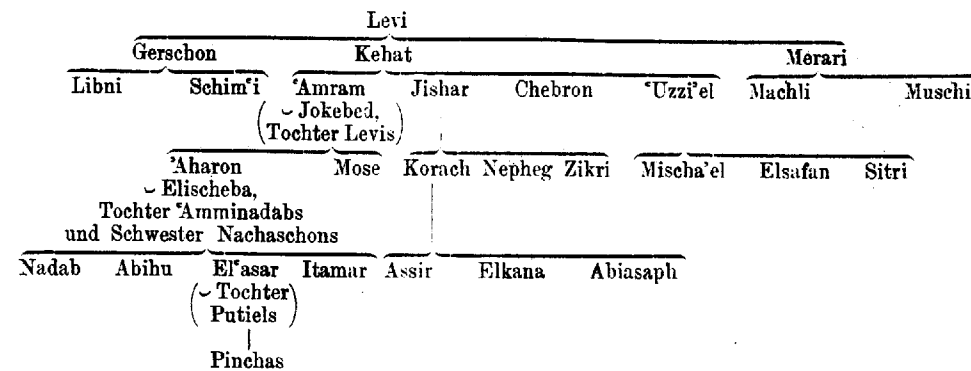 Levi
Gerschon Kehat Merari
Libni Schimʿi ʿAmram Jishar Chebron ʿUzziʾel Machli Muschi
(⌣ Jokebed,
Tochter Levis)
ʾAharon Mose Korach Nepheg Zikri Mischaʾel Elsafan Sitri
⌣ Elischeba,
Tochter ʿAmminadabs
und Schwester Nachaschons
Nadab Abihu Elʿasar Itamar Assir Elkana Abiasaph
(⌣ Tochter
Putiels)
Pinchas